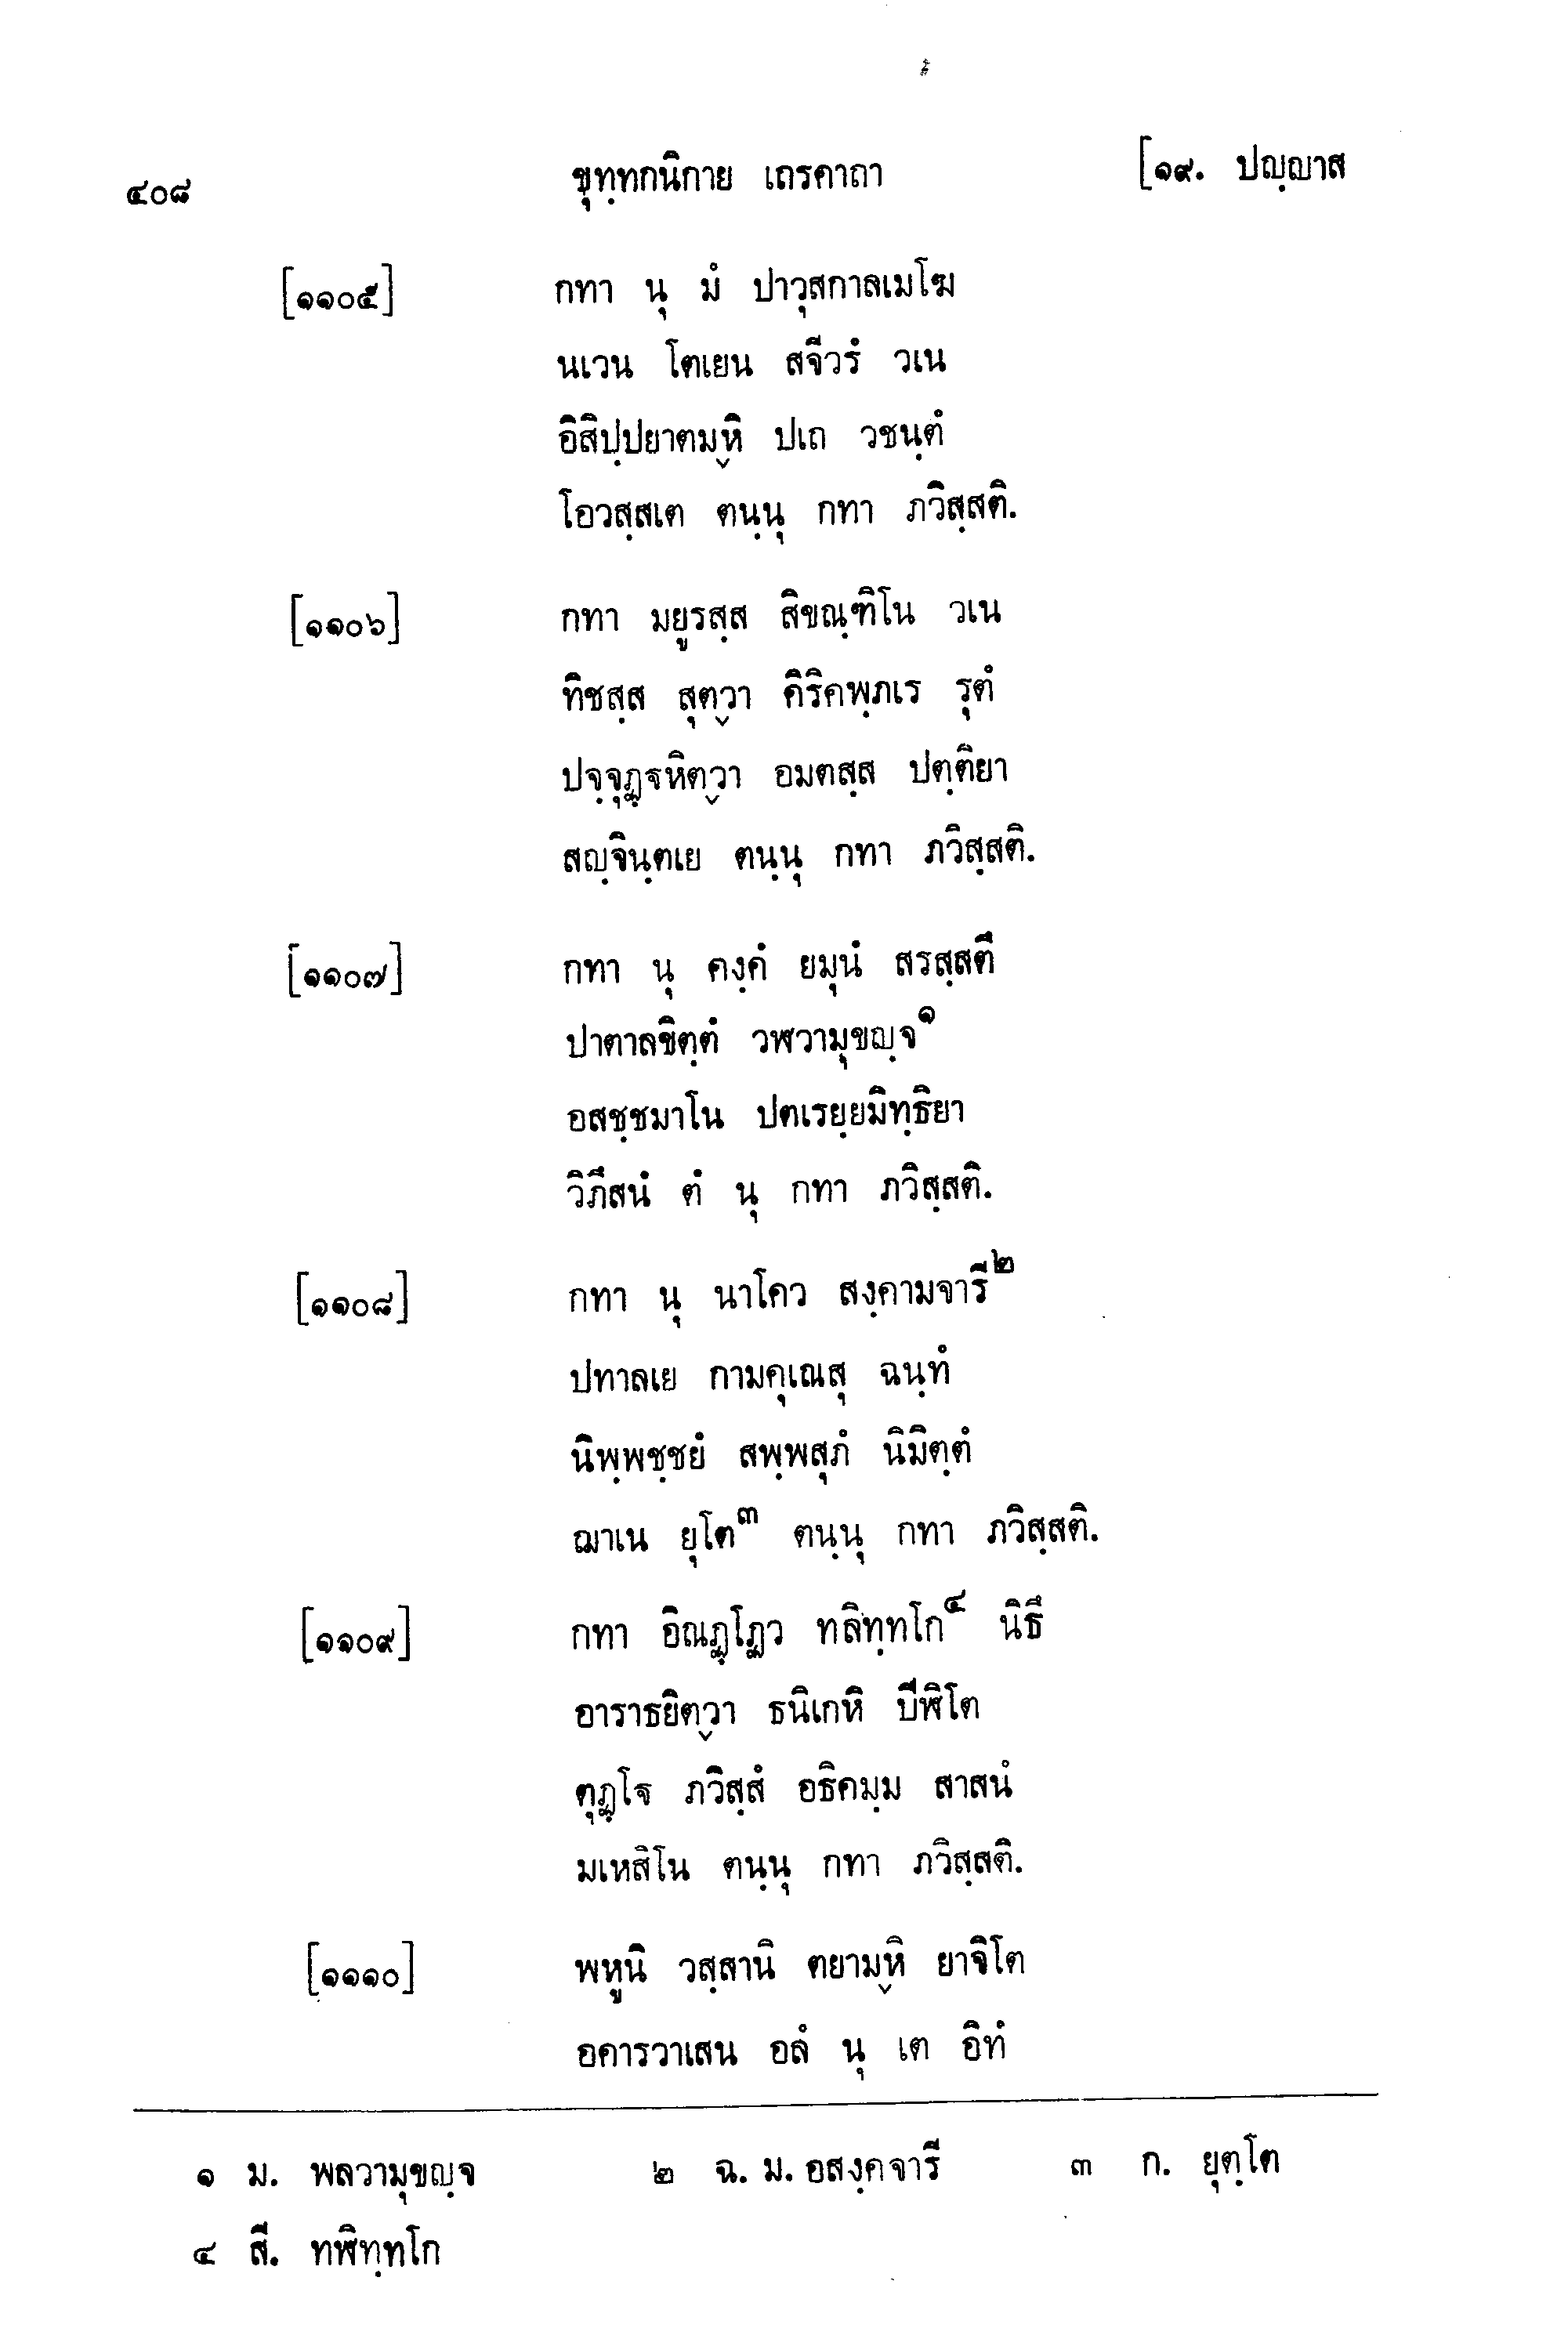 ๔๐๘ ขุทฺทกนิกาย เถรคาถา [๑๙. ปญฺญาส
[๑๑๐๕] กทา นุ มํ ปาวุสกาลเมโฆ
นเวน โตเยน สจีวรํ วเน
อิสิปฺปยาตมฺหิ ปเถ วชนฺตํ
โอวสฺสเต ตนฺนุ กทา ภวิสฺสติ.
[๑๑๐๖] กทา มยูรสฺส สิขณฺฑิโน วเน
ทิชสฺส สุตฺวา คิริคพฺภเร รุตํ
ปจฺจุฏฺฐหิตฺวา อมตสฺส ปตฺติยา
สญฺจินฺตเย ตนฺนุ กทา ภวิสฺสติ.
[๑๑๐๗] กทา นุ คงฺคํ ยมุนํ สรสฺสตึ
ปาตาลขิตฺตํ วฬวามุขญฺจ๑
อสชฺชมาโน ปตเรยฺยมิทฺธิยา
วิภึสนํ ตํ นุ กทา ภวิสฺสติ.
[๑๑๐๘] กทา นุ นาโคว สงฺคามจารี๒
ปทาลเย กามคุเณสุ ฉนฺทํ
นิพฺพชฺชยํ สพฺพสุภํ นิมิตฺตํ
ฌาเน ยุโต๓ ตนฺนุ กทา ภวิสฺสติ.
[๑๑๐๙] กทา อิณฏฺโฏว ทลิทฺทโก๔ นิธึ
อาราธยิตฺวา ธนิเกหิ ปีฬิโต
ตุฏฺโฐ ภวิสฺสํ อธิคมฺม สาสนํ
มเหสิโน ตนฺนุ กทา ภวิสฺสติ.
[๑๑๑๐] พหูนิ วสฺสานิ ตยามฺหิ ยาจิโต
อคารวาเสน อลํ นุ เต อิทํ
๑ ม. พลวามุขญฺจ ๒ ฉ. ม. อสงฺคจารี ๓ ก. ยุตฺโต
๔ สี. ทฬิทฺทโก